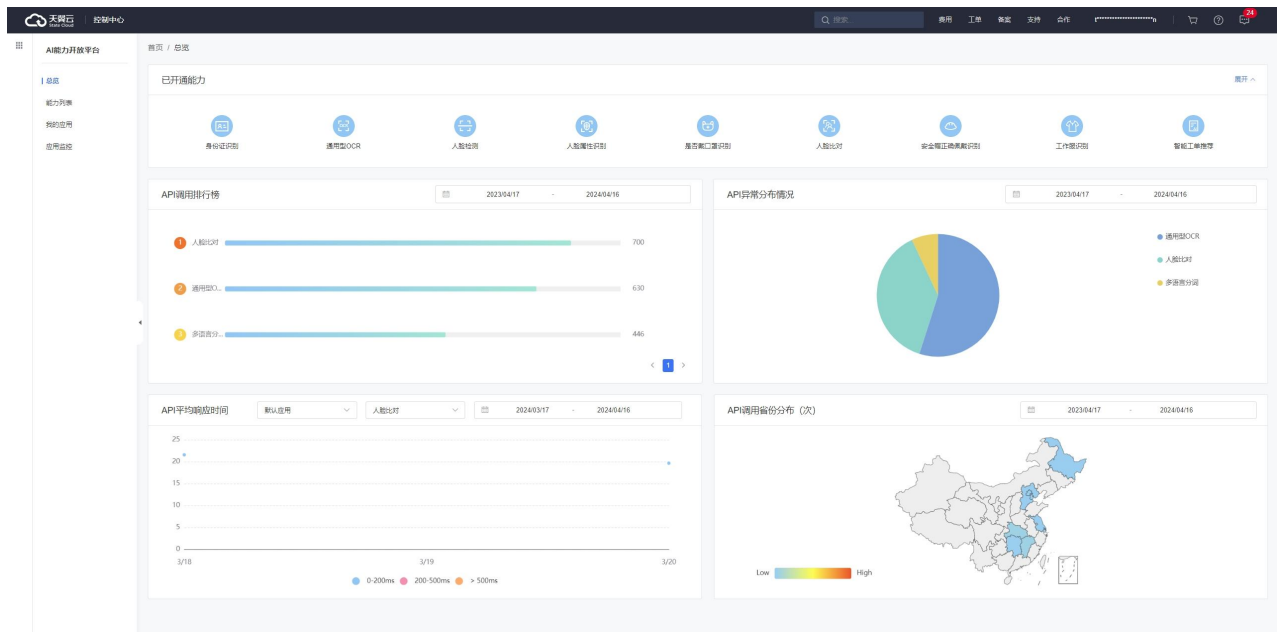 天翼云
State Cloud
控制中心
搜索
费用
工单
备案
支持
合作
t**********************n
24
AI能力开放平台
总览
能力列表
我的应用
应用监控
首页 / 总览
已开通能力
展开
身份证识别
通用型OCR
人脸检测
人脸属性识别
是否戴口罩识别
人脸比对
安全帽正确佩戴识别
工作服识别
智能工单推荐
API调用排行榜
2023/04/17 - 2024/04/16
1 人脸比对 700
2 通用型O... 630
3 多语言分... 446
1
API异常分布情况
2023/04/17 - 2024/04/16
通用型OCR
人脸比对
多语言分词
API平均响应时间
默认应用
人脸比对
2024/03/17 - 2024/04/16
25
20
15
10
5
0
3/18
3/19
3/20
0-200ms
200-500ms
> 500ms
API调用省份分布（次）
2023/04/17 - 2024/04/16
Low
High